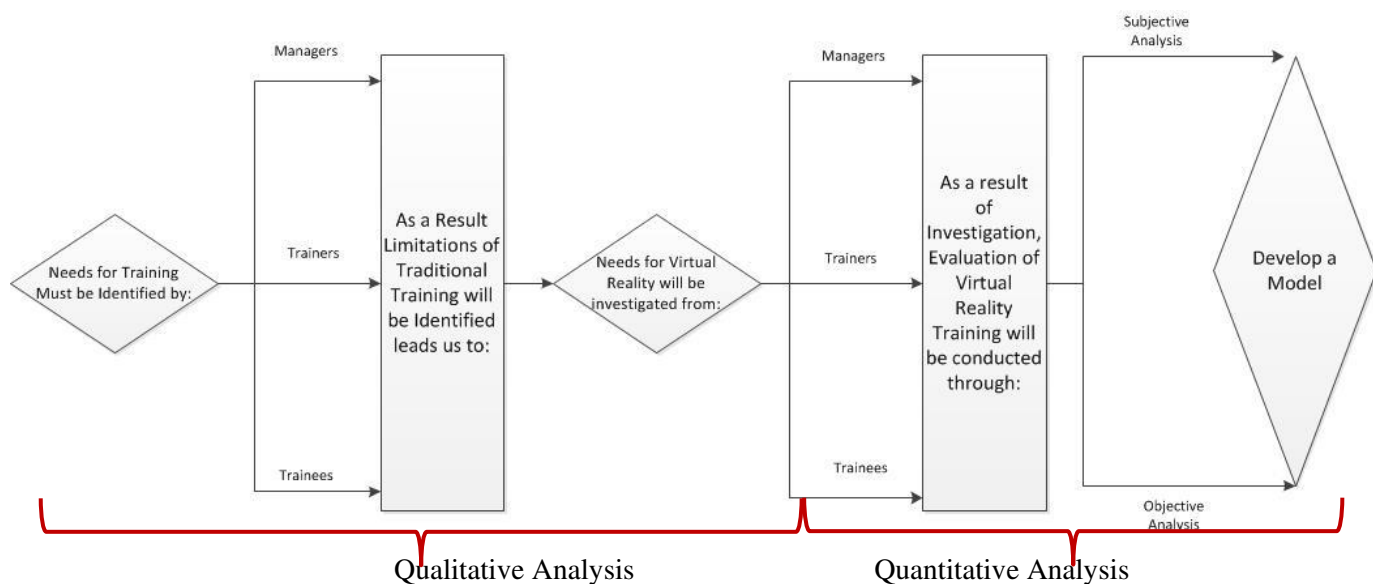 Needs for Training
Must be Identified by:
Managers
Trainers
Trainees
As a Result
Limitations of
Traditional
Training will
be Identified
leads us to:
Needs for Virtual
Reality will be
investigated from:
Managers
Trainers
Trainees
As a result
of
Investigation,
Evaluation of
Virtual
Reality
Training will
be conducted
through:
Subjective
Analysis
Objective
Analysis
Develop a
Model
Qualitative Analysis
Quantitative Analysis